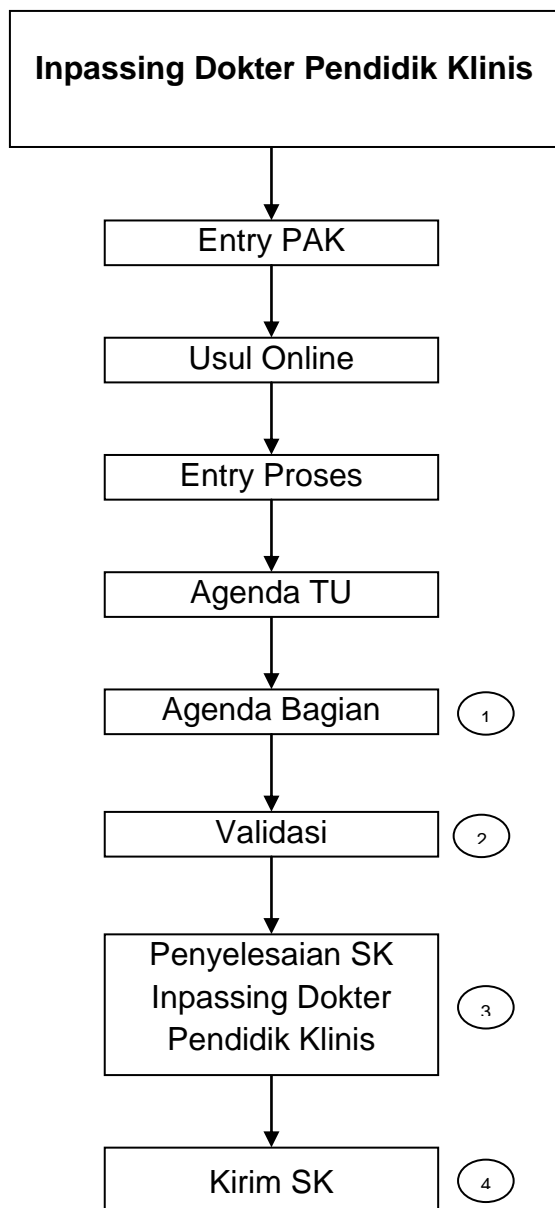 Inpassing Dokter Pendidik Klinis
Entry PAK
Usul Online
Entry Proses
Agenda TU
Agenda Bagian
1
Validasi
2
Penyelesaian SK
Inpassing Dokter
Pendidik Klinis
3
Kirim SK
4